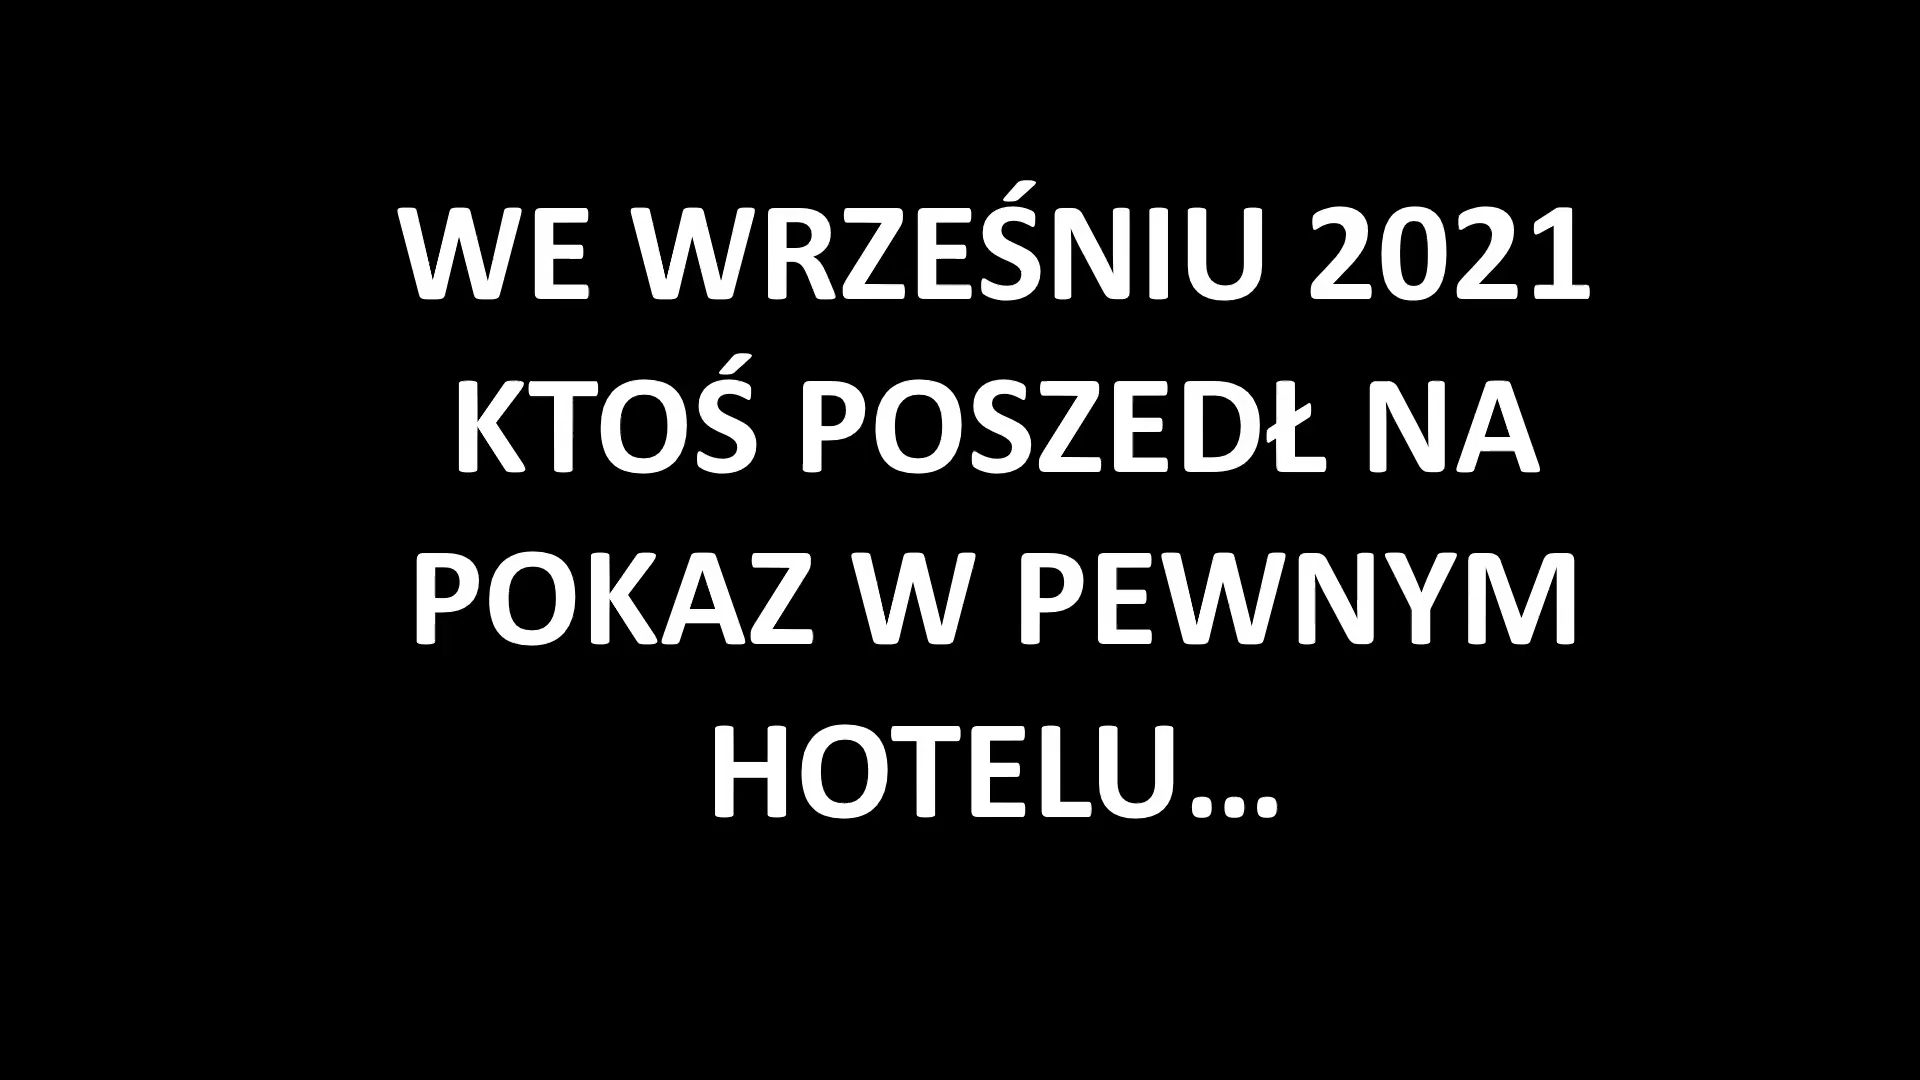 WE WRZEŚNIU 2021
KTOŚ POSZEDŁ NA
POKAZ W PEWNYM
HOTELU...